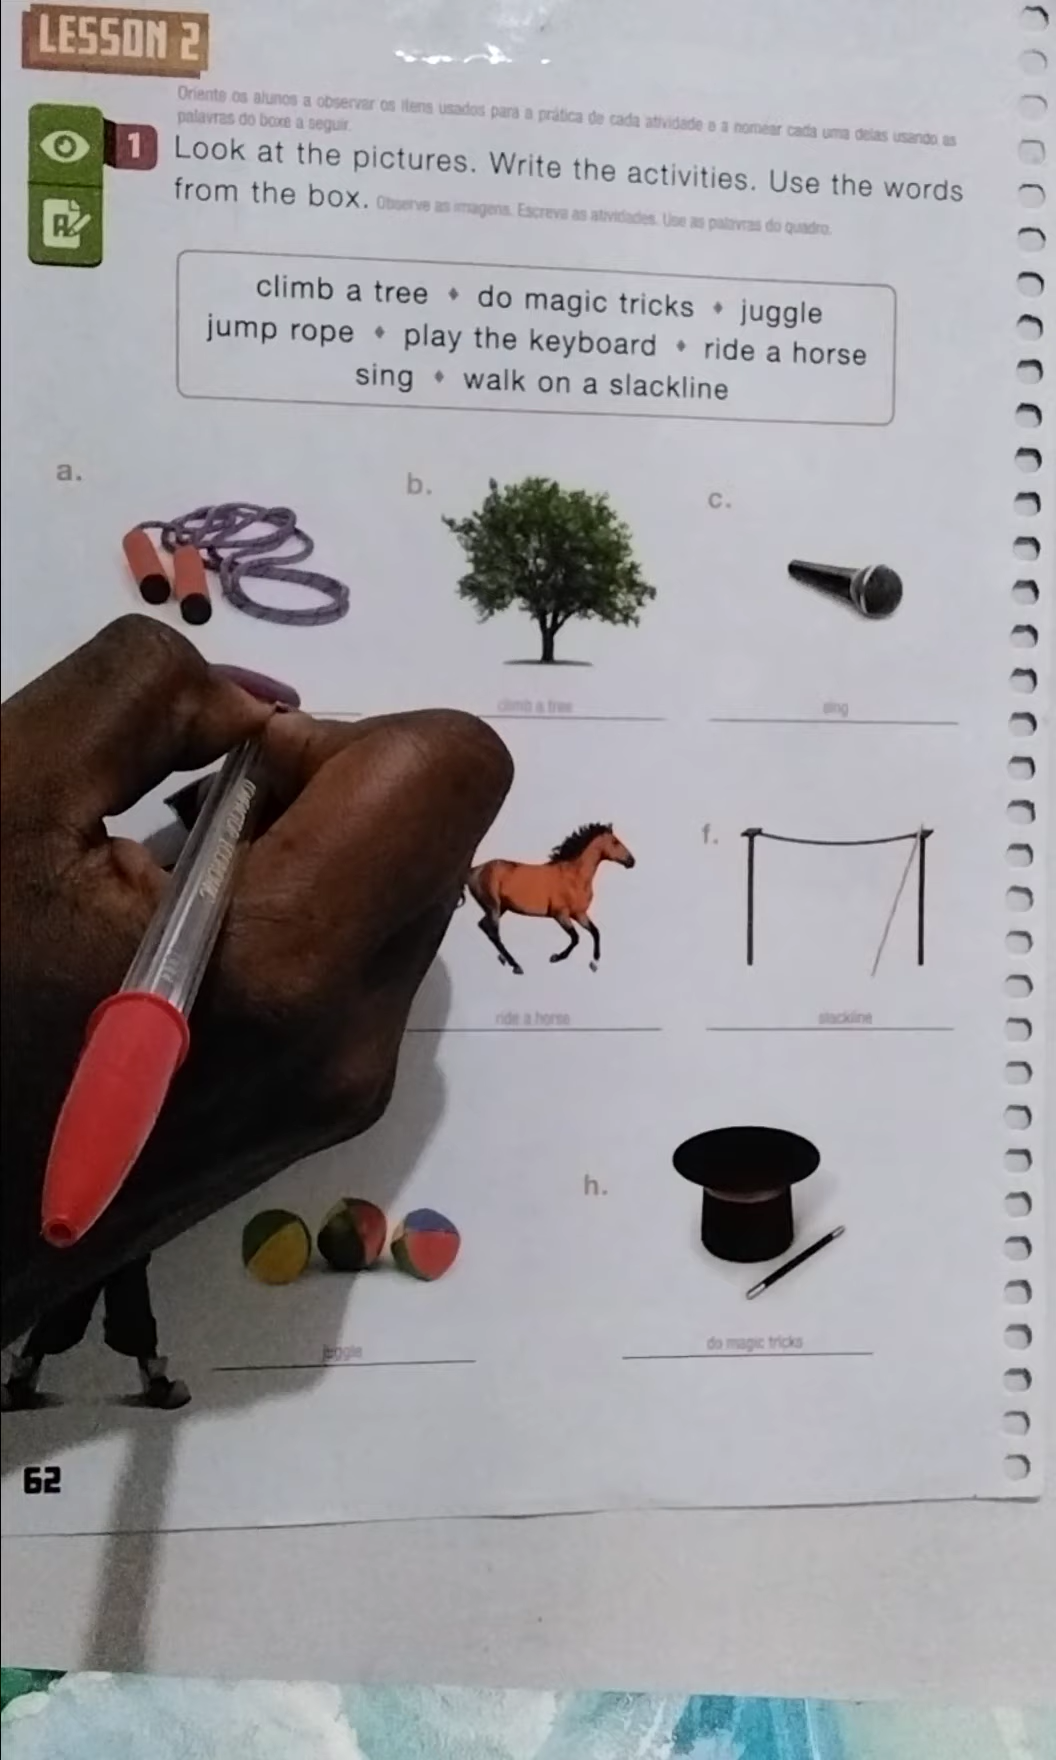 LESSON 2
Oriente os alunos a observar os itens usados para a prática de cada atividade e a nomear cada uma delas usando as
palavras do boxe a seguir.
1 Look at the pictures. Write the activities. Use the words
from the box. Observe as imagens. Escreva as atividades. Use as palavras do quadro.
climb a tree • do magic tricks • juggle
jump rope • play the keyboard • ride a horse
sing • walk on a slackline
a. b. c.
climb a tree sing
f.
ride a horse slackline
h.
juggle do magic tricks
62